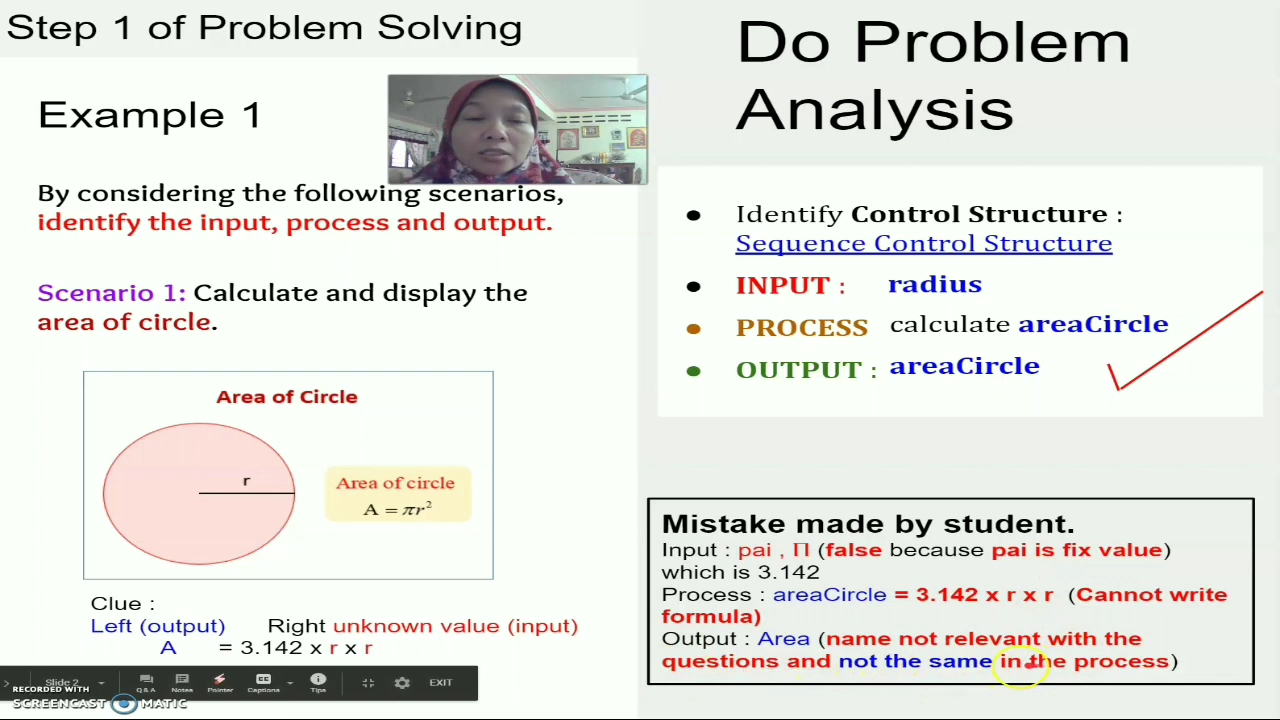 Step 1 of Problem Solving
Example 1
By considering the following scenarios,
identify the input, process and output.
Scenario 1: Calculate and display the
area of circle.
Area of Circle
r
Area of circle
A = πr²
Clue :
Left (output) Right unknown value (input)
A = 3.142 x r x r
Do Problem
Analysis
● Identify Control Structure :
Sequence Control Structure
● INPUT : radius
● PROCESS calculate areaCircle
● OUTPUT : areaCircle
Mistake made by student.
Input : pai , Π (false because pai is fix value)
which is 3.142
Process : areaCircle = 3.142 x r x r (Cannot write
formula)
Output : Area (name not relevant with the
questions and not the same in the process)
Slide 2
Q&A
Notes
Pointer
Captions
Tips
EXIT
RECORDED WITH
SCREENCAST MATIC